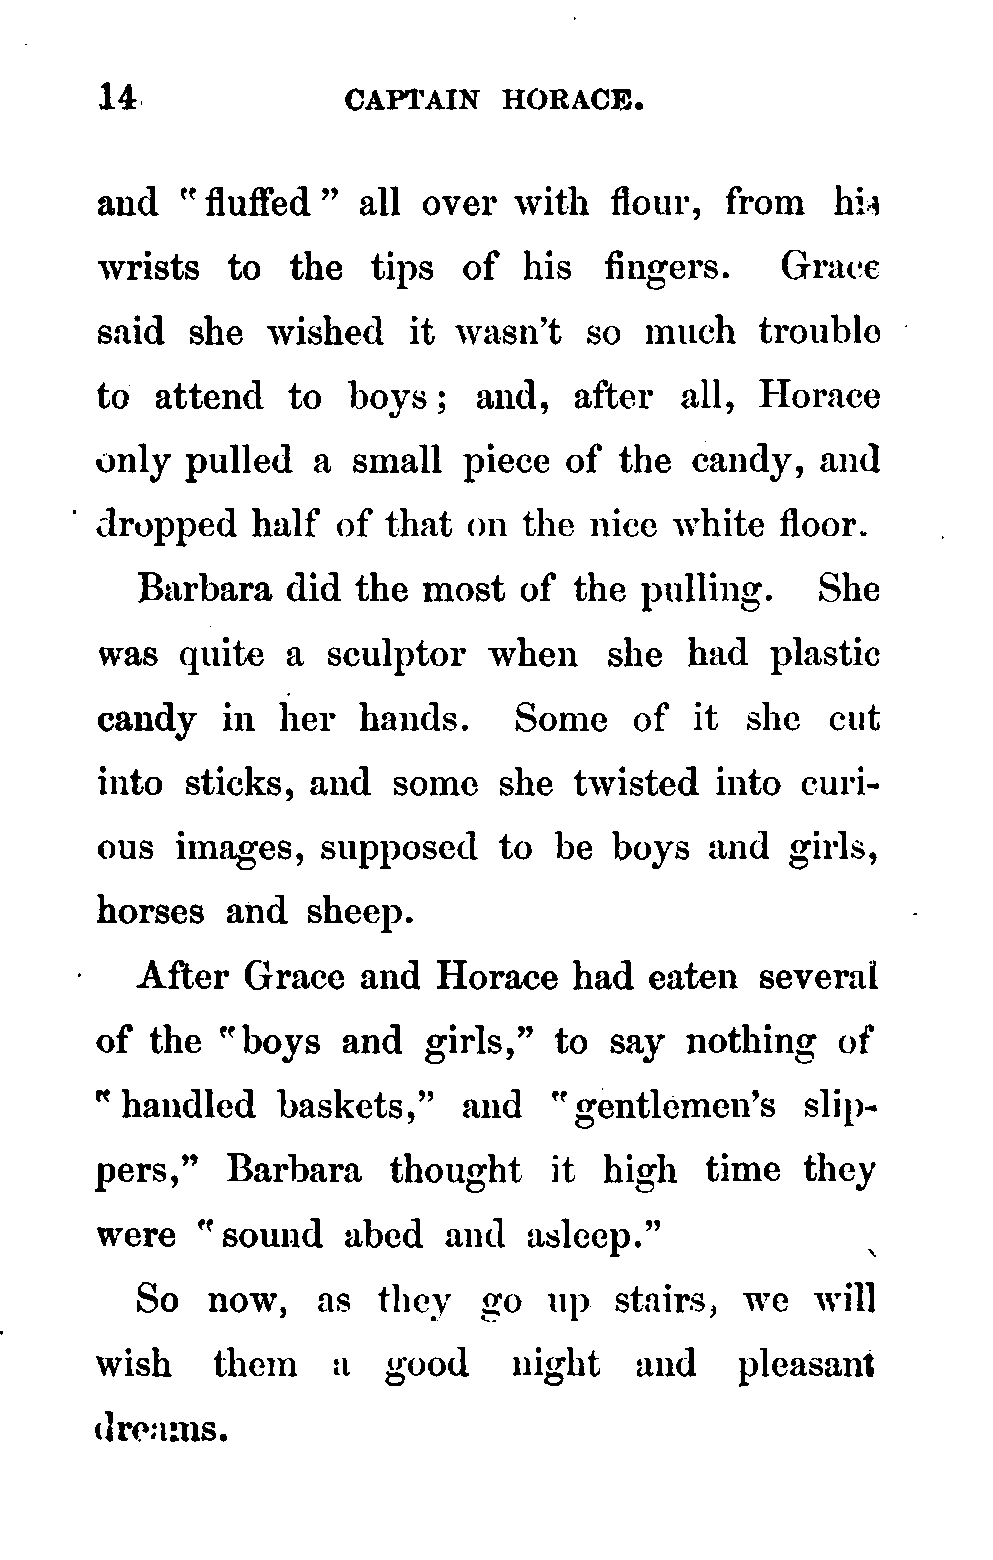 14 CAPTAIN HORACE.
and "fluffed" all over with flour, from his
wrists to the tips of his fingers. Grace
said she wished it wasn't so much trouble
to attend to boys; and, after all, Horace
only pulled a small piece of the candy, and
dropped half of that on the nice white floor.
Barbara did the most of the pulling. She
was quite a sculptor when she had plastic
candy in her hands. Some of it she cut
into sticks, and some she twisted into curi-
ous images, supposed to be boys and girls,
horses and sheep.
After Grace and Horace had eaten several
of the "boys and girls," to say nothing of
"handled baskets," and "gentlemen's slip-
pers," Barbara thought it high time they
were "sound abed and asleep."
So now, as they go up stairs, we will
wish them a good night and pleasant
dreams.